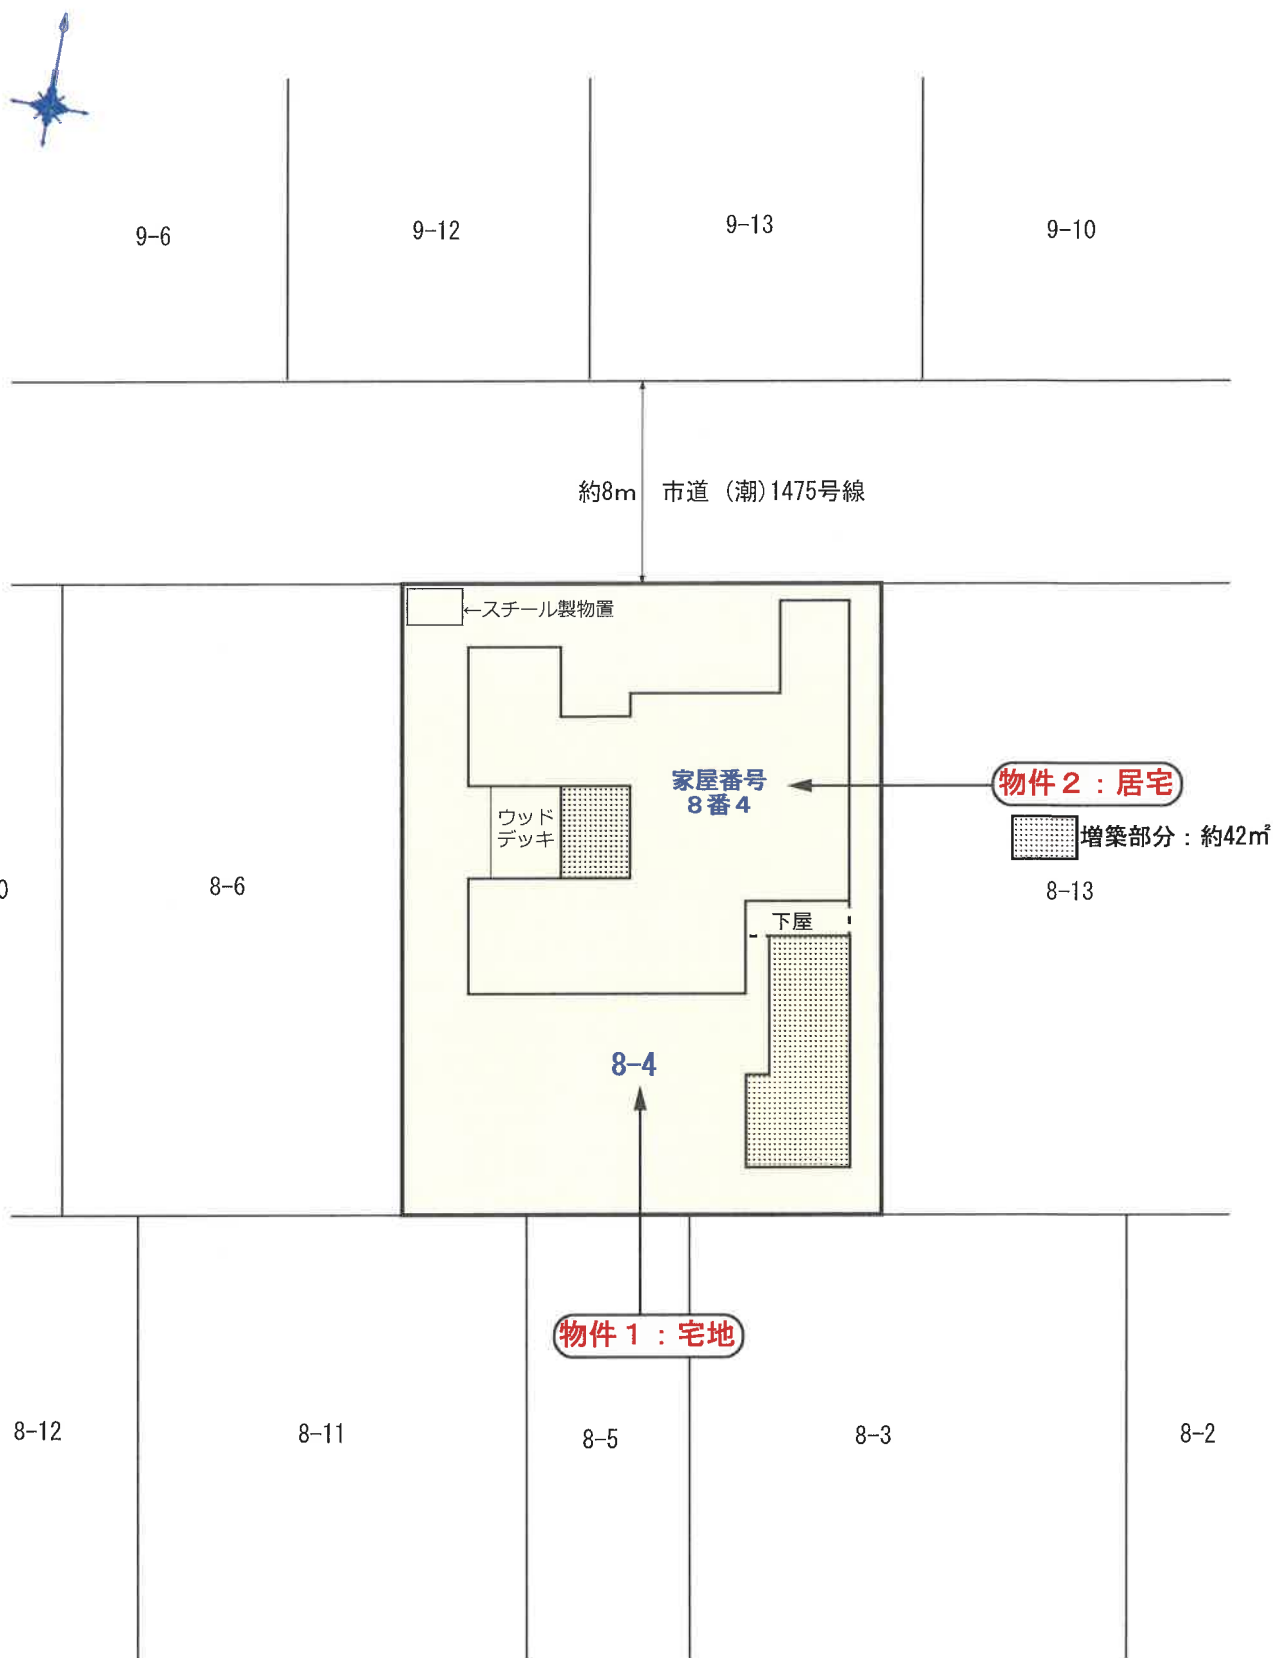 9-6
9-12
9-13
9-10
約8m 市道 (潮)1475号線
←スチール製物置
家屋番号
8番4
物件2:居宅
増築部分:約42㎡
ウッド
デッキ
0
8-6
8-13
下屋
8-4
物件1:宅地
8-12
8-11
8-5
8-3
8-2